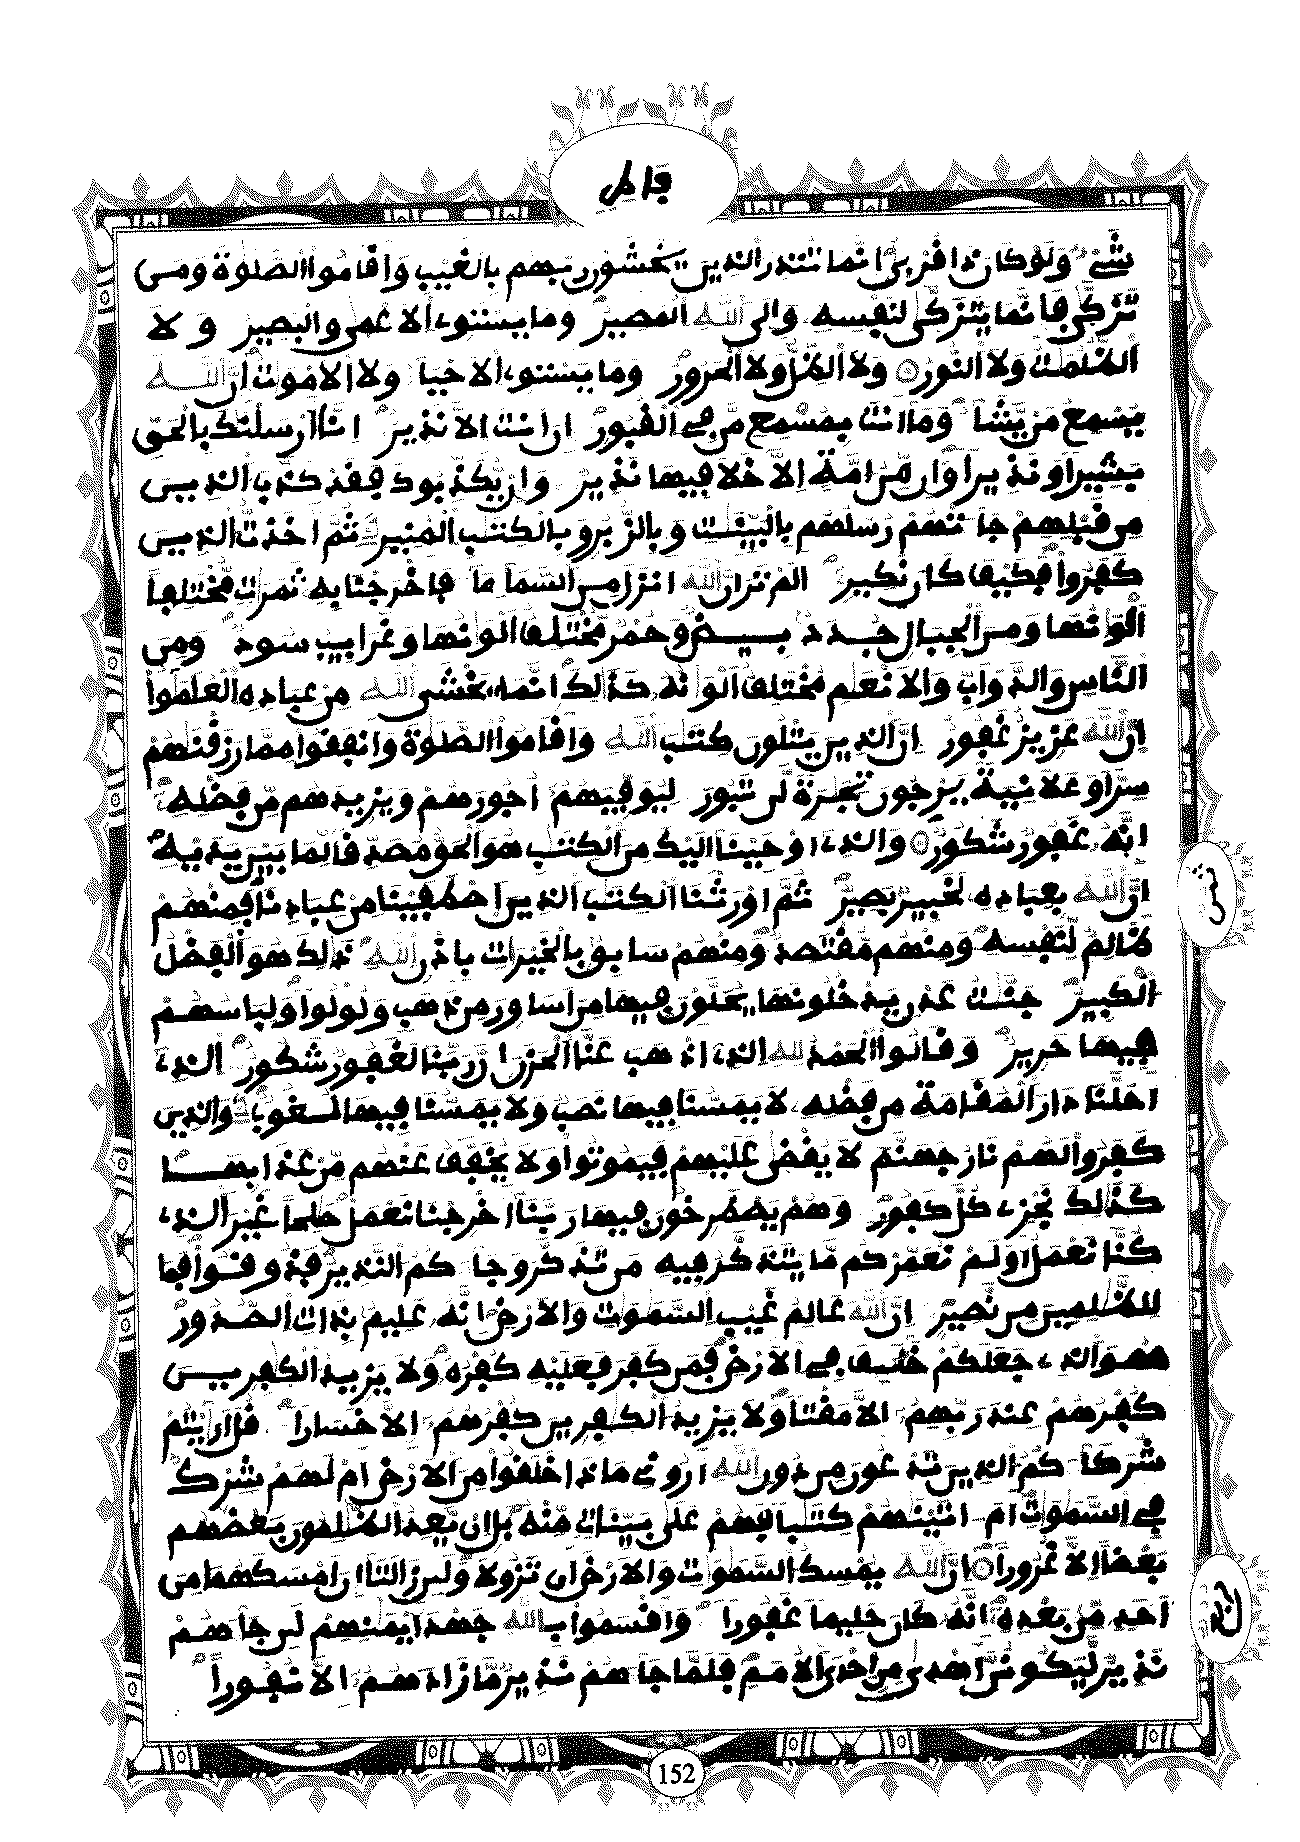 فاطر
شىء ولو كان ذا قربى انما تنذر الذين يخشون ربهم بالغيب واقاموا الصلوة ومن
تزكى فانما يتزكى لنفسه والى الله المصير وما يستوى الاعمى والبصير ولا
الظلمت ولا النور ولا الظل ولا الحرور وما يستوى الاحيا ولا الاموت ان الله
يسمع من يشا وما انت بمسمع من في القبور ان انت الا نذير انا ارسلنك بالحق
بشيرا ونذيرا وان من امة الا خلا فيها نذير وان يكذبوك فقد كذب الذين
من قبلهم جاتهم رسلهم بالبينت وبالزبر وبالكتب المنير ثم اخذت الذين
كفروا فكيف كان نكير الم تر ان الله انزل من السما ما فاخرجنا به ثمرت مختلفا
الونها ومن الجبال جدد بيض وحمر مختلف الونها وغرابيب سود ومن
الناس والدواب والانعم مختلف الونه كذلك انما يخشى الله من عباده العلموا
ان الله عزيز غفور ان الذين يتلون كتب الله واقاموا الصلوة وانفقوا مما رزقنهم
سرا وعلانية يرجون تجرة لن تبور ليوفيهم اجورهم ويزيدهم من فضله
انه غفور شكور والذى اوحينا اليك من الكتب هو الحق مصدقا لما بين يديه
ان الله بعباده لخبير بصير ثم اورثنا الكتب الذين اصطفينا من عبادنا فمنهم
ظالم لنفسه ومنهم مقتصد ومنهم سابق بالخيرات باذن الله ذلك هو الفضل
الكبير جنت عدن يدخلونها يحلون فيها من اساور من ذهب ولولوا ولباسهم
فيها حرير وقالوا الحمد لله الذى اذهب عنا الحزن ان ربنا لغفور شكور الذى
احلنا دار المقامة من فضله لا يمسنا فيها نصب ولا يمسنا فيها لغوب والذين
كفروا لهم نار جهنم لا يقضى عليهم فيموتوا ولا يخفف عنهم من عذابها
كذلك نجزى كل كفور وهم يصطرخون فيها ربنا اخرجنا نعمل صلحا غير الذى
كنا نعمل اولم نعمركم ما يتذكر فيه من تذكر وجاكم النذير فذوقوا فما
للظلمين من نصير ان الله عالم غيب السموت والارض انه عليم بذات الصدور
هو الذى جعلكم خليف في الارض فمن كفر فعليه كفره ولا يزيد الكفرين
كفرهم عند ربهم الا مقتا ولا يزيد الكفرين كفرهم الا خسارا قل اريتم
شركاكم الذين تدعون من دون الله اروني ماذا خلقوا من الارض ام لهم شرك
في السموت ام اتينهم كتبا فهم على بينات منه بل ان يعد الظلمون بعضهم
بعضا الا غرورا ان الله يمسك السموت والارض ان تزولا ولين زالتا ان امسكهما من
احد من بعده انه كان حليما غفورا واقسموا بالله جهد ايمنهم لين جاهم
نذير ليكونن اهدى من احدى الامم فلما جاهم نذير ما زادهم الا نفورا
ثمن
ربع
152